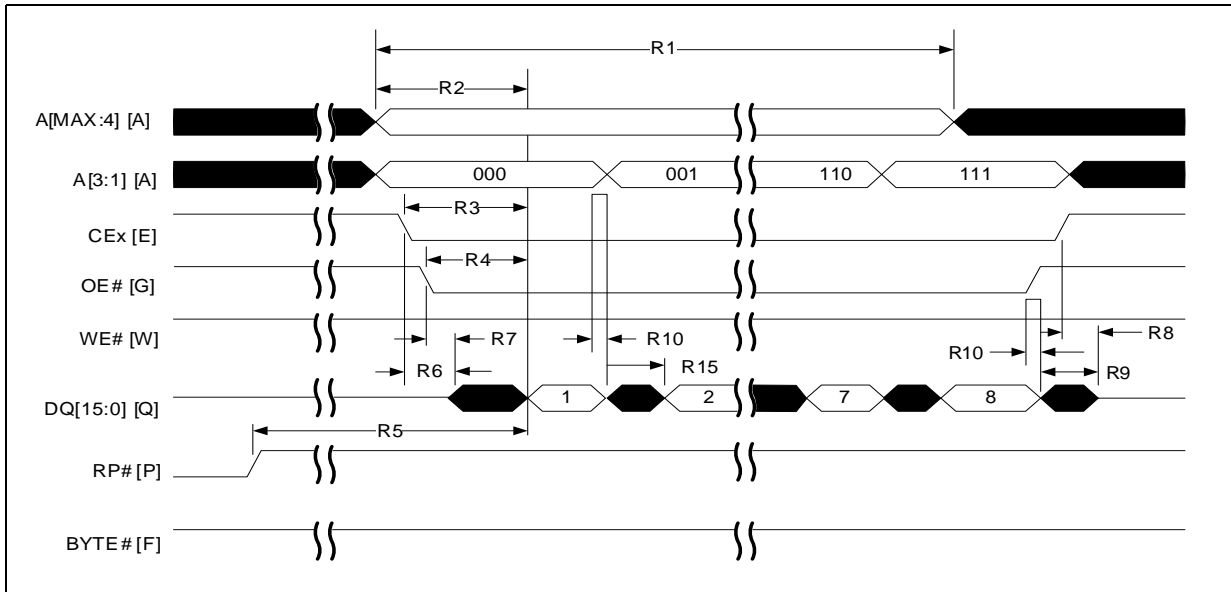 R1
R2
A[MAX:4] [A]
A[3:1] [A]
000
001
110
111
R3
CEx [E]
R4
OE# [G]
WE# [W]
R7
R10
R8
R6
R15
R10
R9
DQ[15:0] [Q]
1
2
7
8
R5
RP# [P]
BYTE# [F]